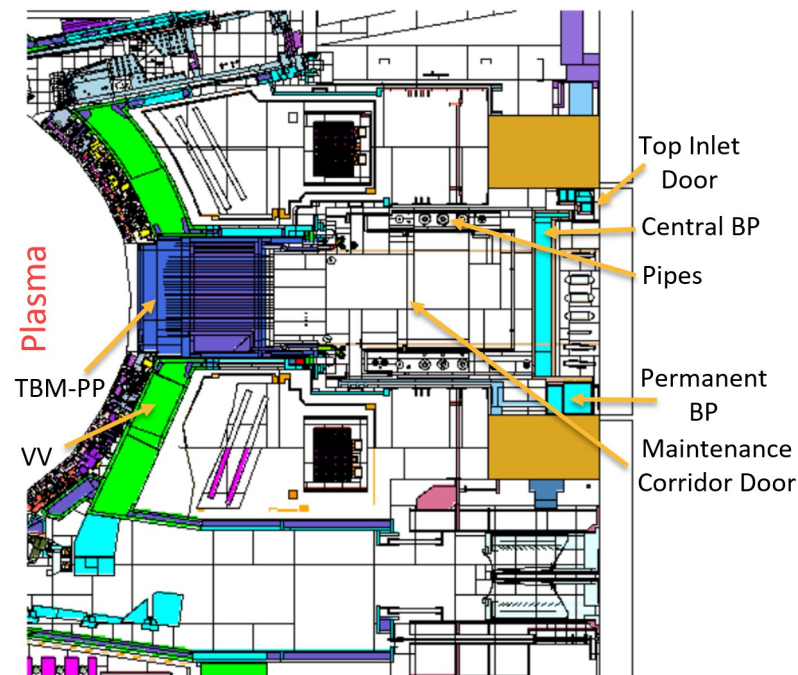 Top Inlet
Door
Central BP
Pipes
Plasma
TBM-PP
Permanent
BP
VV
Maintenance
Corridor Door